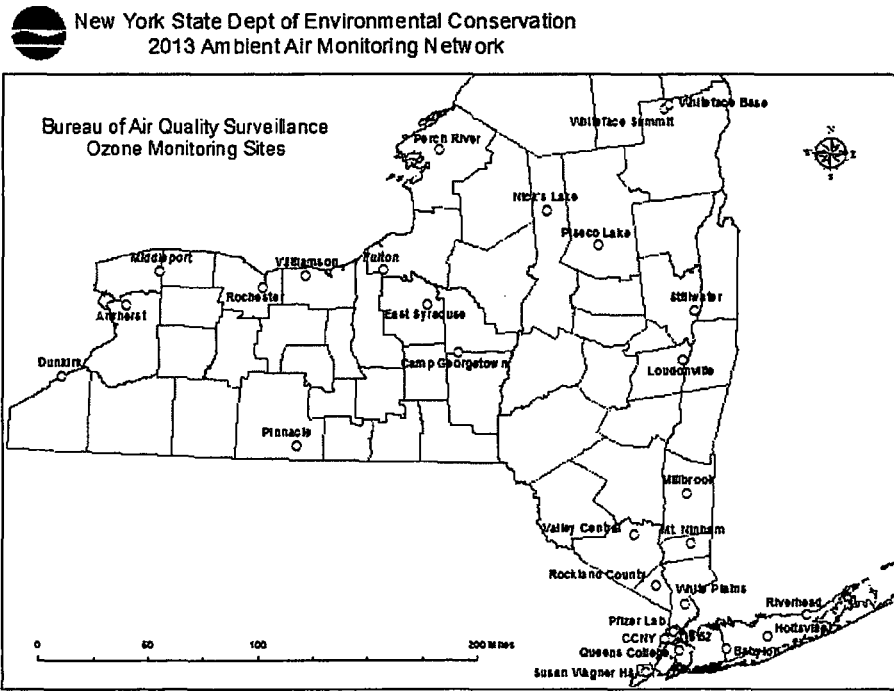 New York State Dept of Environmental Conservation
2013 Ambient Air Monitoring Network
Bureau of Air Quality Surveillance
Ozone Monitoring Sites
Whiteface Base
Whiteface Summit
Perch River
N
E
S
Nick's Lake
Piseco Lake
Middleport
Williamson
Fulton
Rochester
Stillwater
Amherst
East Syracuse
Dunkirk
Camp Georgetown
Loudonville
Pinnacle
Millbrook
Valley Central
Mt. Ninham
Rockland County
White Plains
Riverhead
Pfizer Lab
CCNY
Holtsville
Queens College
Babylon
Susan Wagner HS
0 50 100 200 Miles